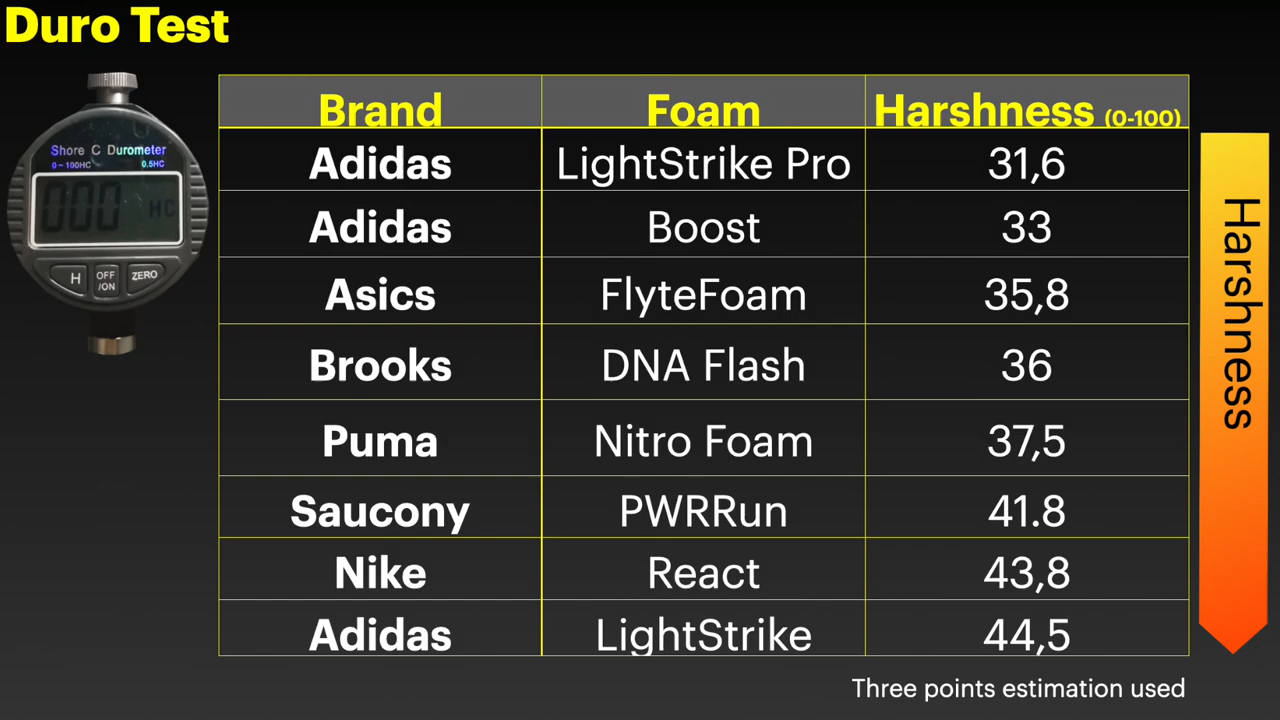 Duro Test
Shore C Durometer
0~100HC 0.5HC
000 HC
H OFF /ON ZERO
Brand Foam Harshness (0-100)
Adidas LightStrike Pro 31,6
Adidas Boost 33
Asics FlyteFoam 35,8
Brooks DNA Flash 36
Puma Nitro Foam 37,5
Saucony PWRRun 41.8
Nike React 43,8
Adidas LightStrike 44,5
Harshness
Three points estimation used